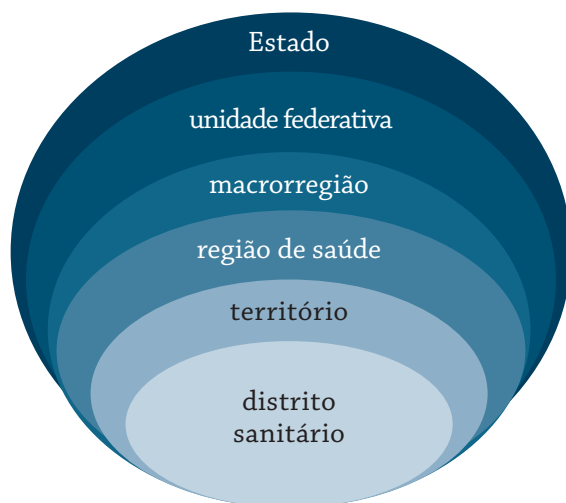 Estado
unidade federativa
macrorregião
região de saúde
território
distrito
sanitário